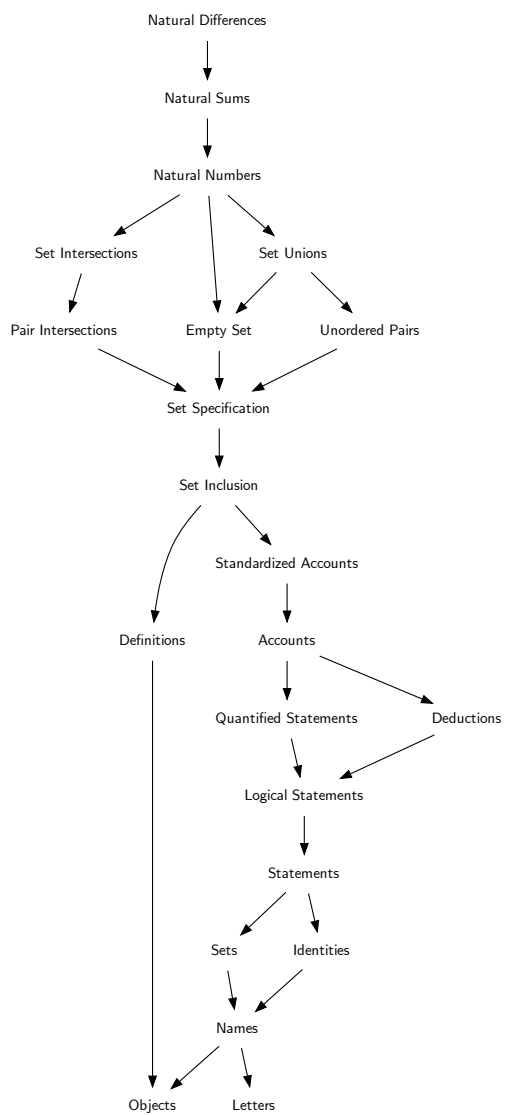 Natural Differences
Natural Sums
Natural Numbers
Set Intersections
Set Unions
Pair Intersections
Empty Set
Unordered Pairs
Set Specification
Set Inclusion
Standardized Accounts
Definitions
Accounts
Quantified Statements
Deductions
Logical Statements
Statements
Sets
Identities
Names
Objects
Letters